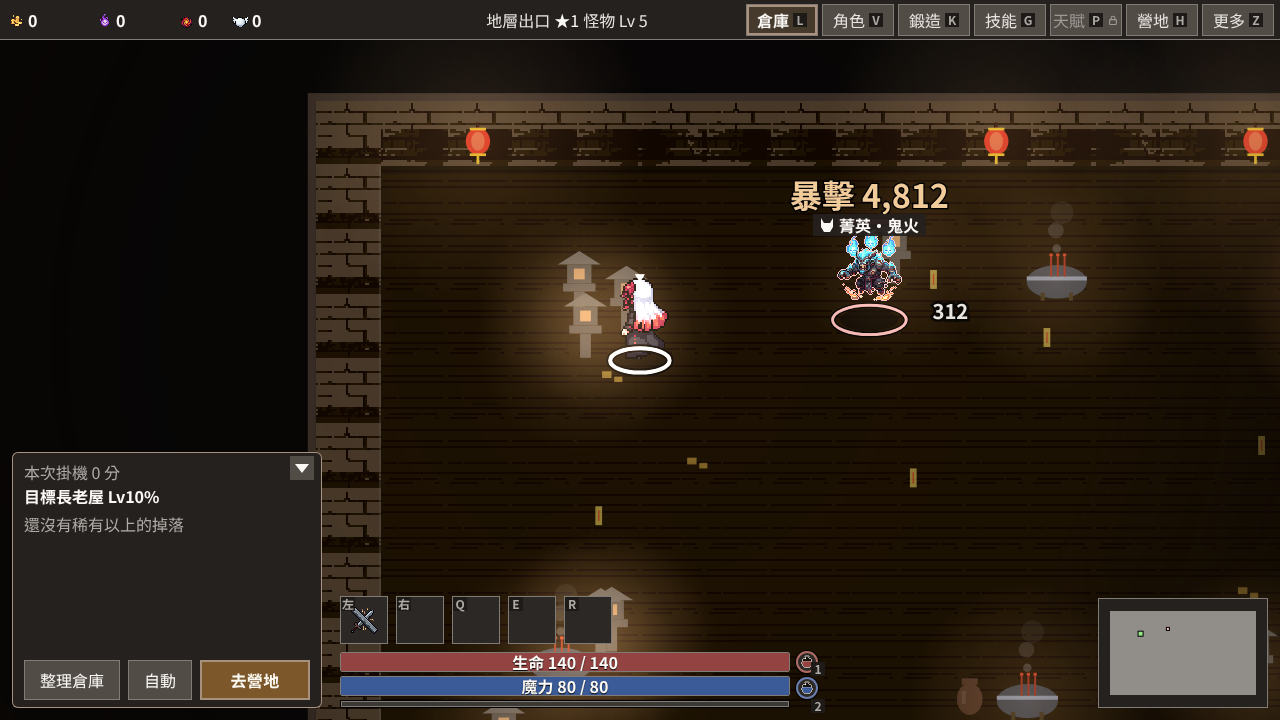 0
0
0
0
地層出口 ★1 怪物 Lv 5
倉庫 L
角色 V
鍛造 K
技能 G
天賦 P
營地 H
更多 Z
暴擊 4,812
菁英・鬼火
312
本次掛機 0 分
目標長老屋 Lv10%
還沒有稀有以上的掉落
整理倉庫
自動
去營地
左
右
Q
E
R
生命 140 / 140
1
魔力 80 / 80
2